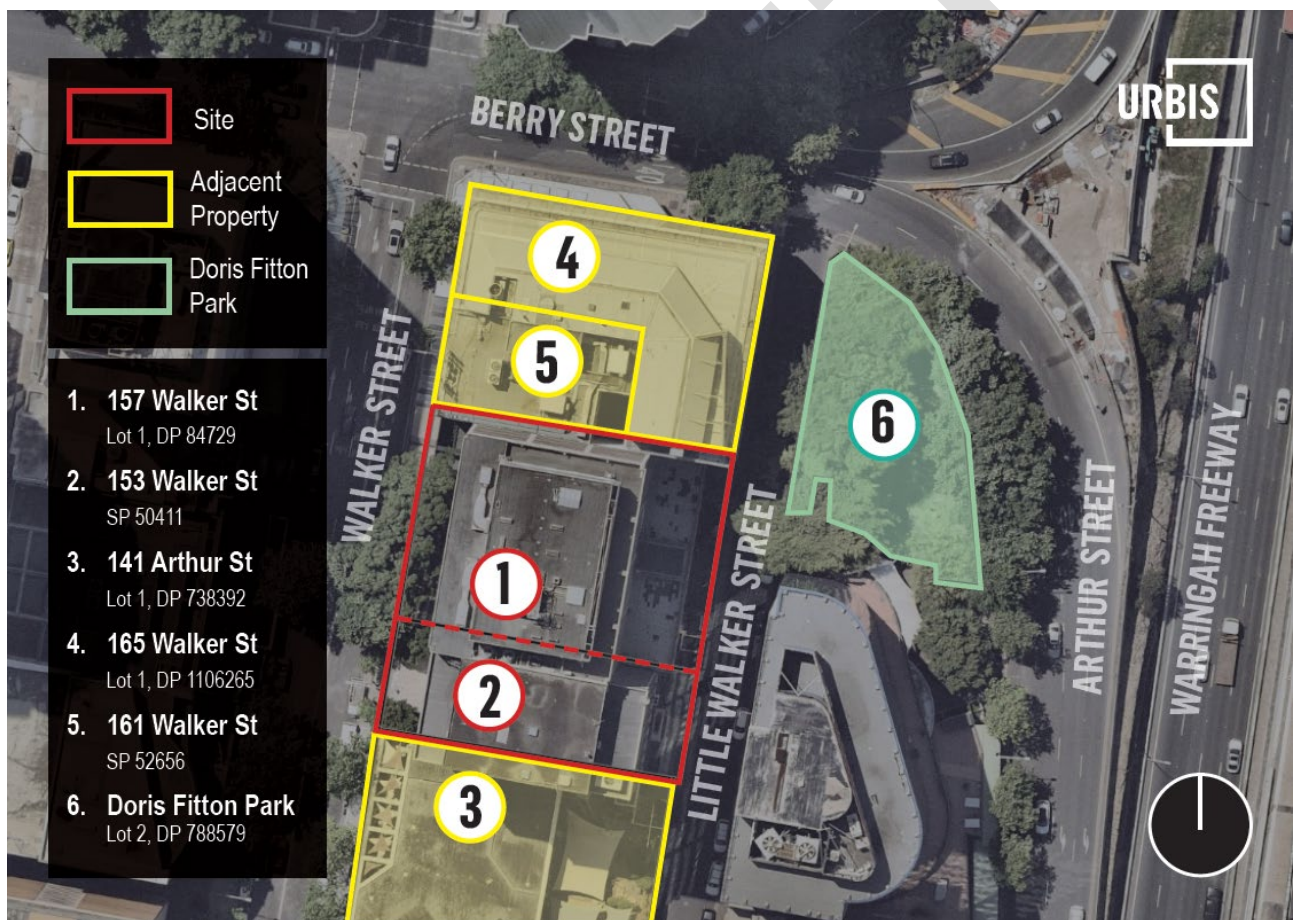 URBIS
Site
Adjacent
Property
Doris Fitton
Park
1. 157 Walker St
Lot 1, DP 84729
2. 153 Walker St
SP 50411
3. 141 Arthur St
Lot 1, DP 738392
4. 165 Walker St
Lot 1, DP 1106265
5. 161 Walker St
SP 52656
6. Doris Fitton Park
Lot 2, DP 788579
BERRY STREET
40
WALKER STREET
LITTLE WALKER STREET
ARTHUR STREET
WARRINGAH FREEWAY
4
5
6
1
2
3